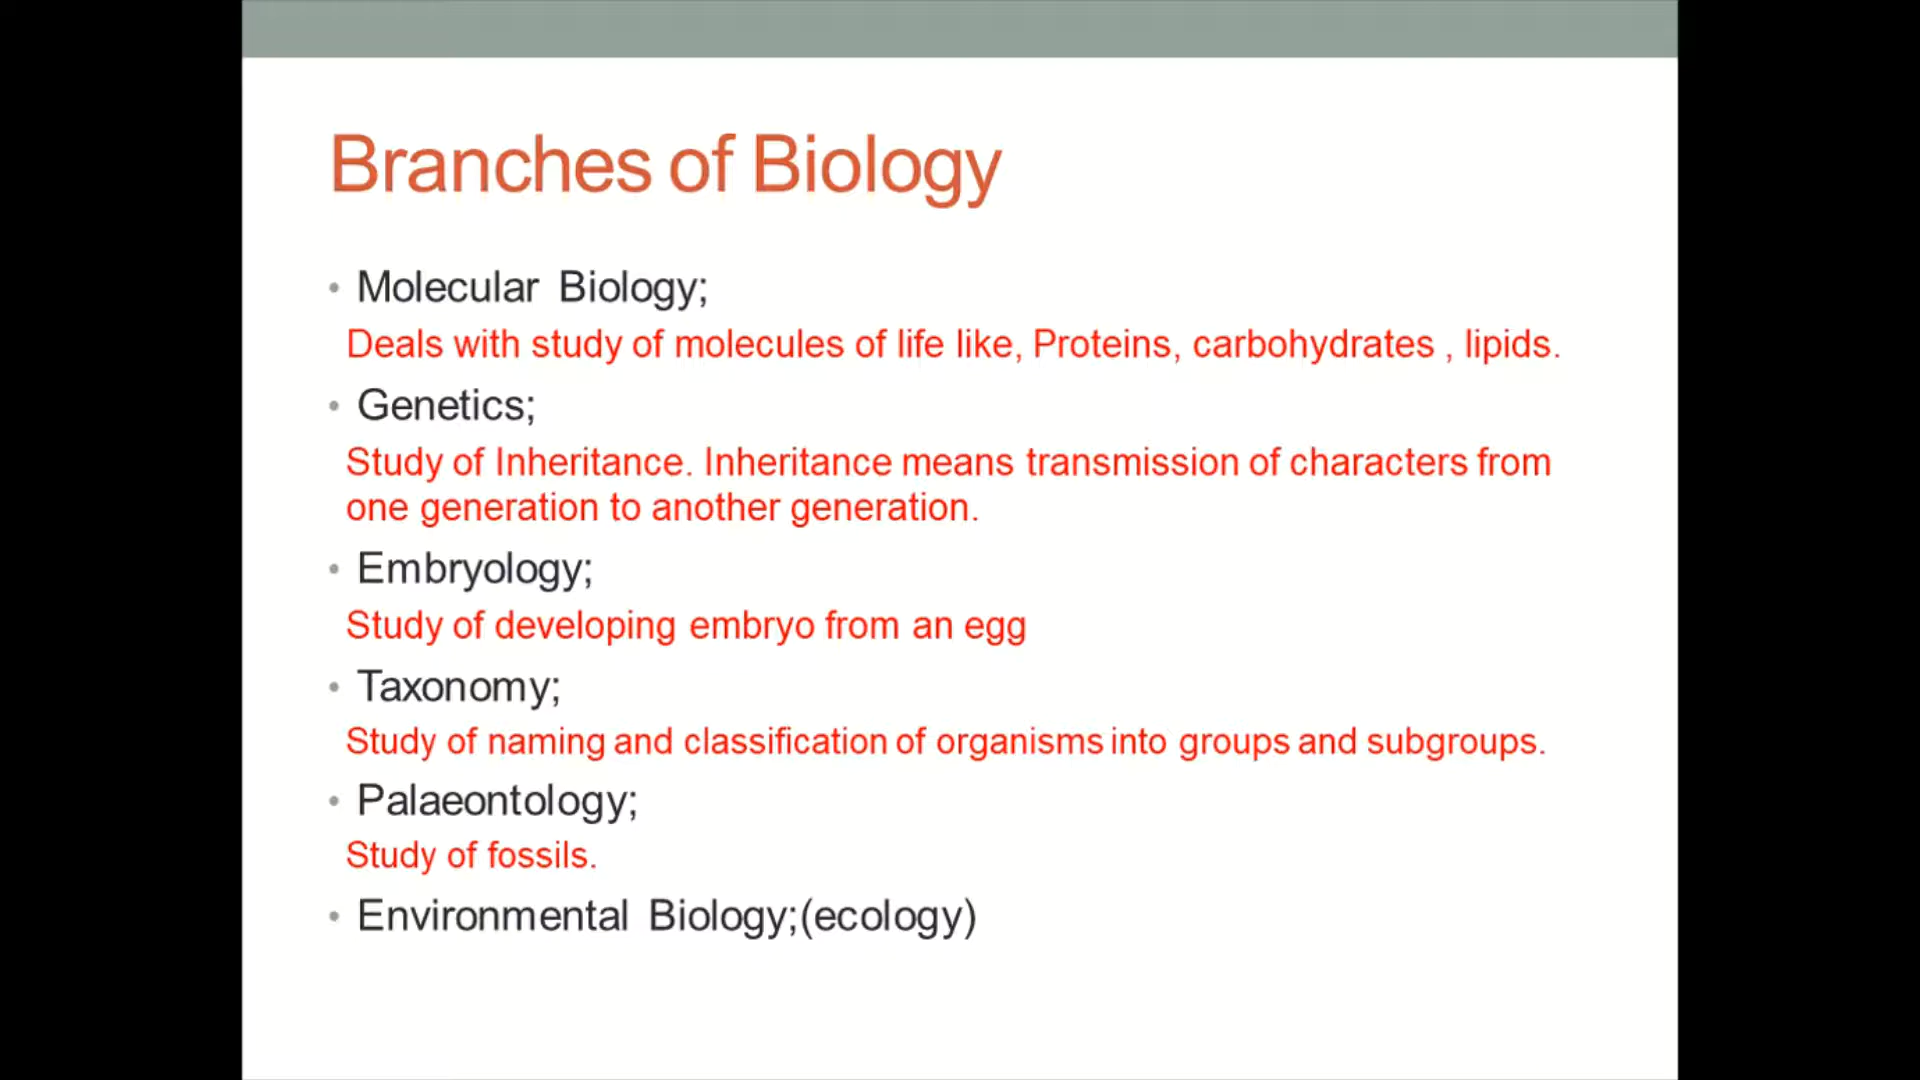 Branches of Biology
• Molecular Biology;
Deals with study of molecules of life like, Proteins, carbohydrates , lipids.
• Genetics;
Study of Inheritance. Inheritance means transmission of characters from
one generation to another generation.
• Embryology;
Study of developing embryo from an egg
• Taxonomy;
Study of naming and classification of organisms into groups and subgroups.
• Palaeontology;
Study of fossils.
• Environmental Biology;(ecology)